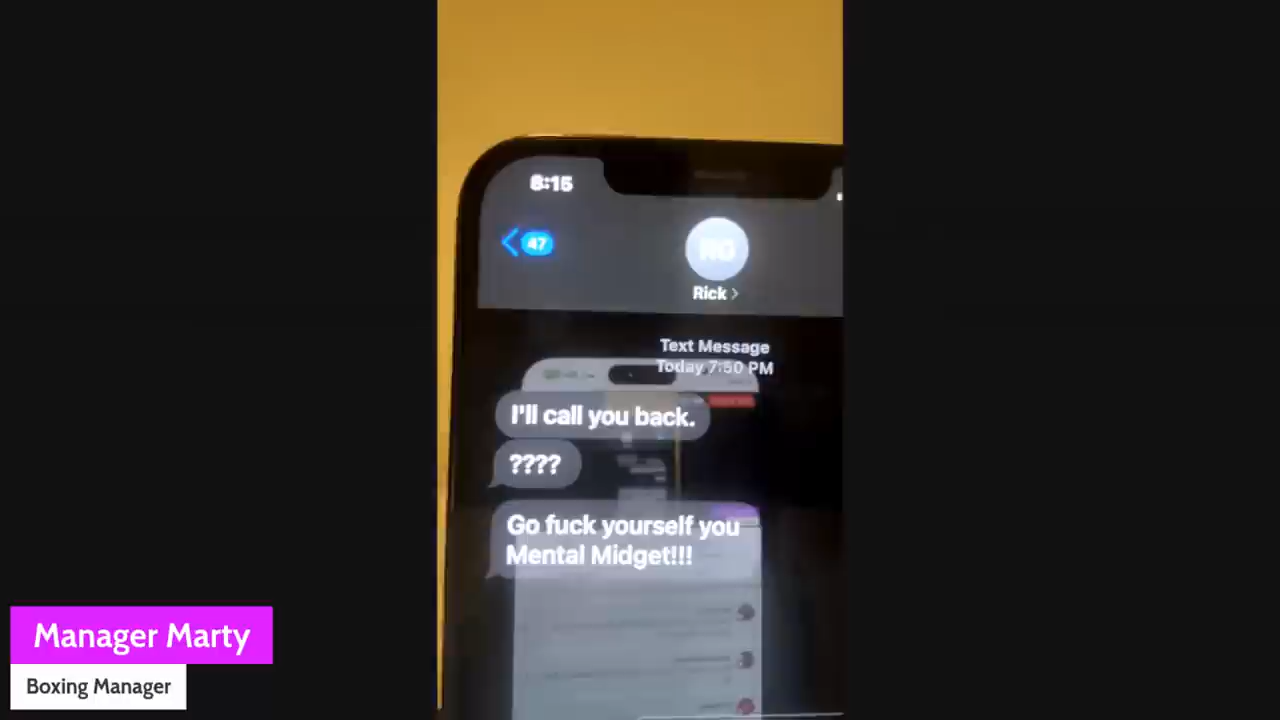 8:15
47
RG
Rick >
Text Message
Today 7:50 PM
I'll call you back.
????
Go fuck yourself you
Mental Midget!!!
Manager Marty
Boxing Manager